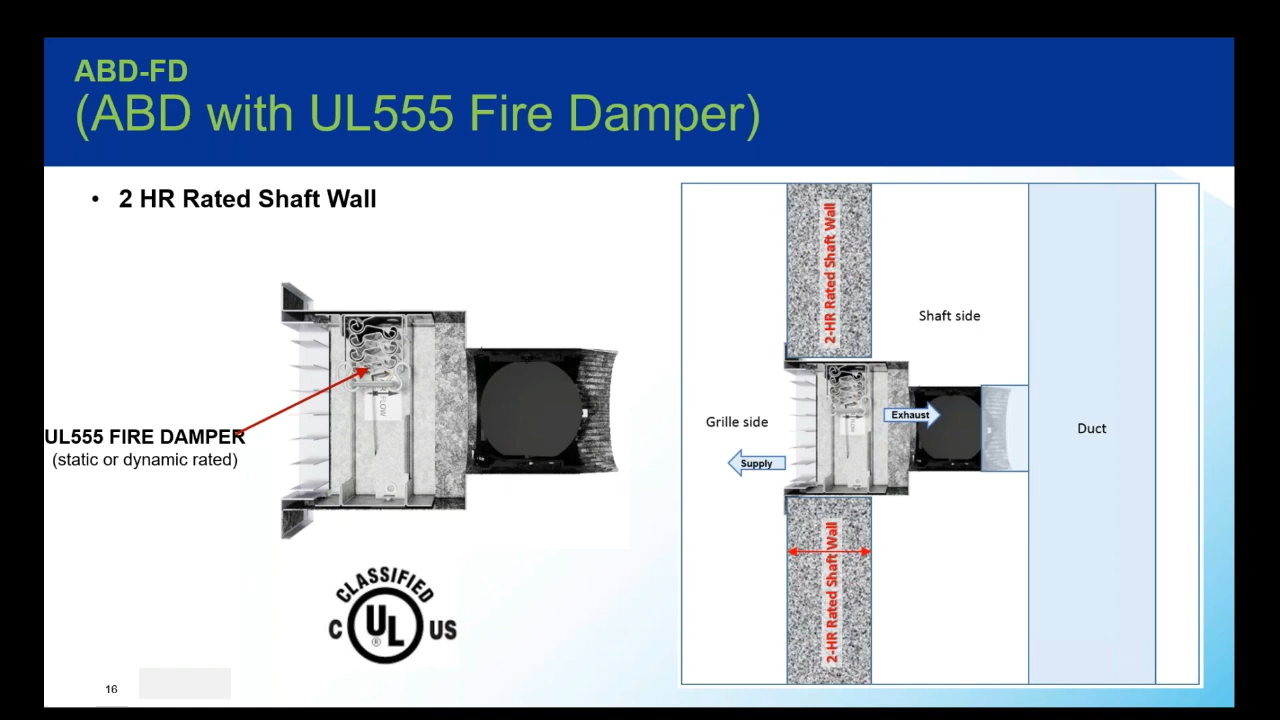 ABD-FD
(ABD with UL555 Fire Damper)
• 2 HR Rated Shaft Wall
UL555 FIRE DAMPER
(static or dynamic rated)
FLOW
CLASSIFIED
C UL US
®
16
2-HR Rated Shaft Wall
Shaft side
Grille side
Exhaust
Supply
Duct
FLOW
2-HR Rated Shaft Wall